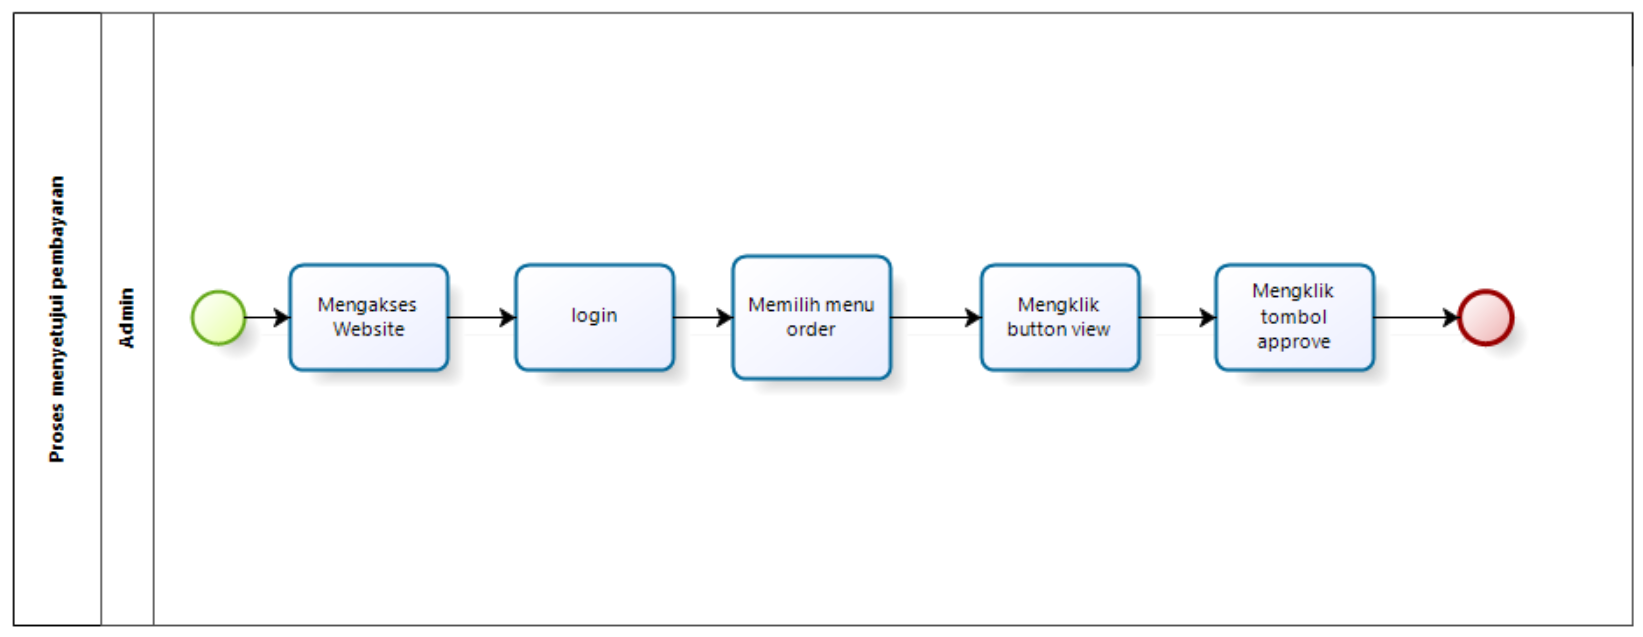 Proses menyetujui pembayaran
Admin
Mengakses
Website
login
Memilih menu
order
Mengklik
button view
Mengklik
tombol
approve